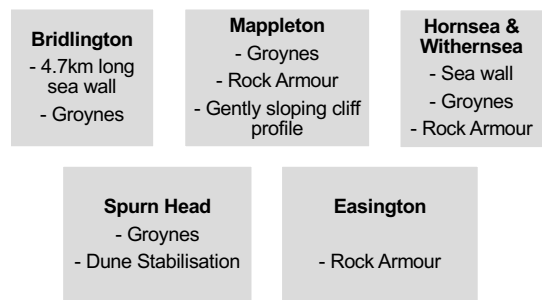 Bridlington
- 4.7km long
sea wall
- Groynes
Mappleton
- Groynes
- Rock Armour
- Gently sloping cliff
profile
Hornsea &
Withernsea
- Sea wall
- Groynes
- Rock Armour
Spurn Head
- Groynes
- Dune Stabilisation
Easington
- Rock Armour